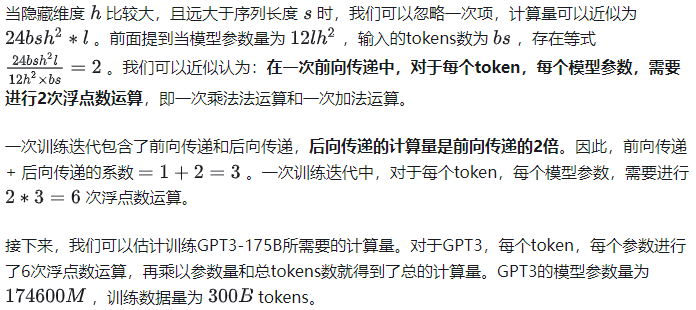 当隐藏维度 h 比较大，且远大于序列长度 s 时，我们可以忽略一次项，计算量可以近似为
24bsh² * l 。前面提到当模型参数量为 12lh² ，输入的tokens数为 bs ，存在等式
24bsh²l / 12h²×bs = 2 。我们可以近似认为：在一次前向传递中，对于每个token，每个模型参数，需要
进行2次浮点数运算，即一次乘法法运算和一次加法运算。
一次训练迭代包含了前向传递和后向传递，后向传递的计算量是前向传递的2倍。因此，前向传递
+ 后向传递的系数 = 1 + 2 = 3 。一次训练迭代中，对于每个token，每个模型参数，需要进行
2 * 3 = 6 次浮点数运算。
接下来，我们可以估计训练GPT3-175B所需要的计算量。对于GPT3，每个token，每个参数进行
了6次浮点数运算，再乘以参数量和总tokens数就得到了总的计算量。GPT3的模型参数量为
174600M ，训练数据量为 300B tokens。